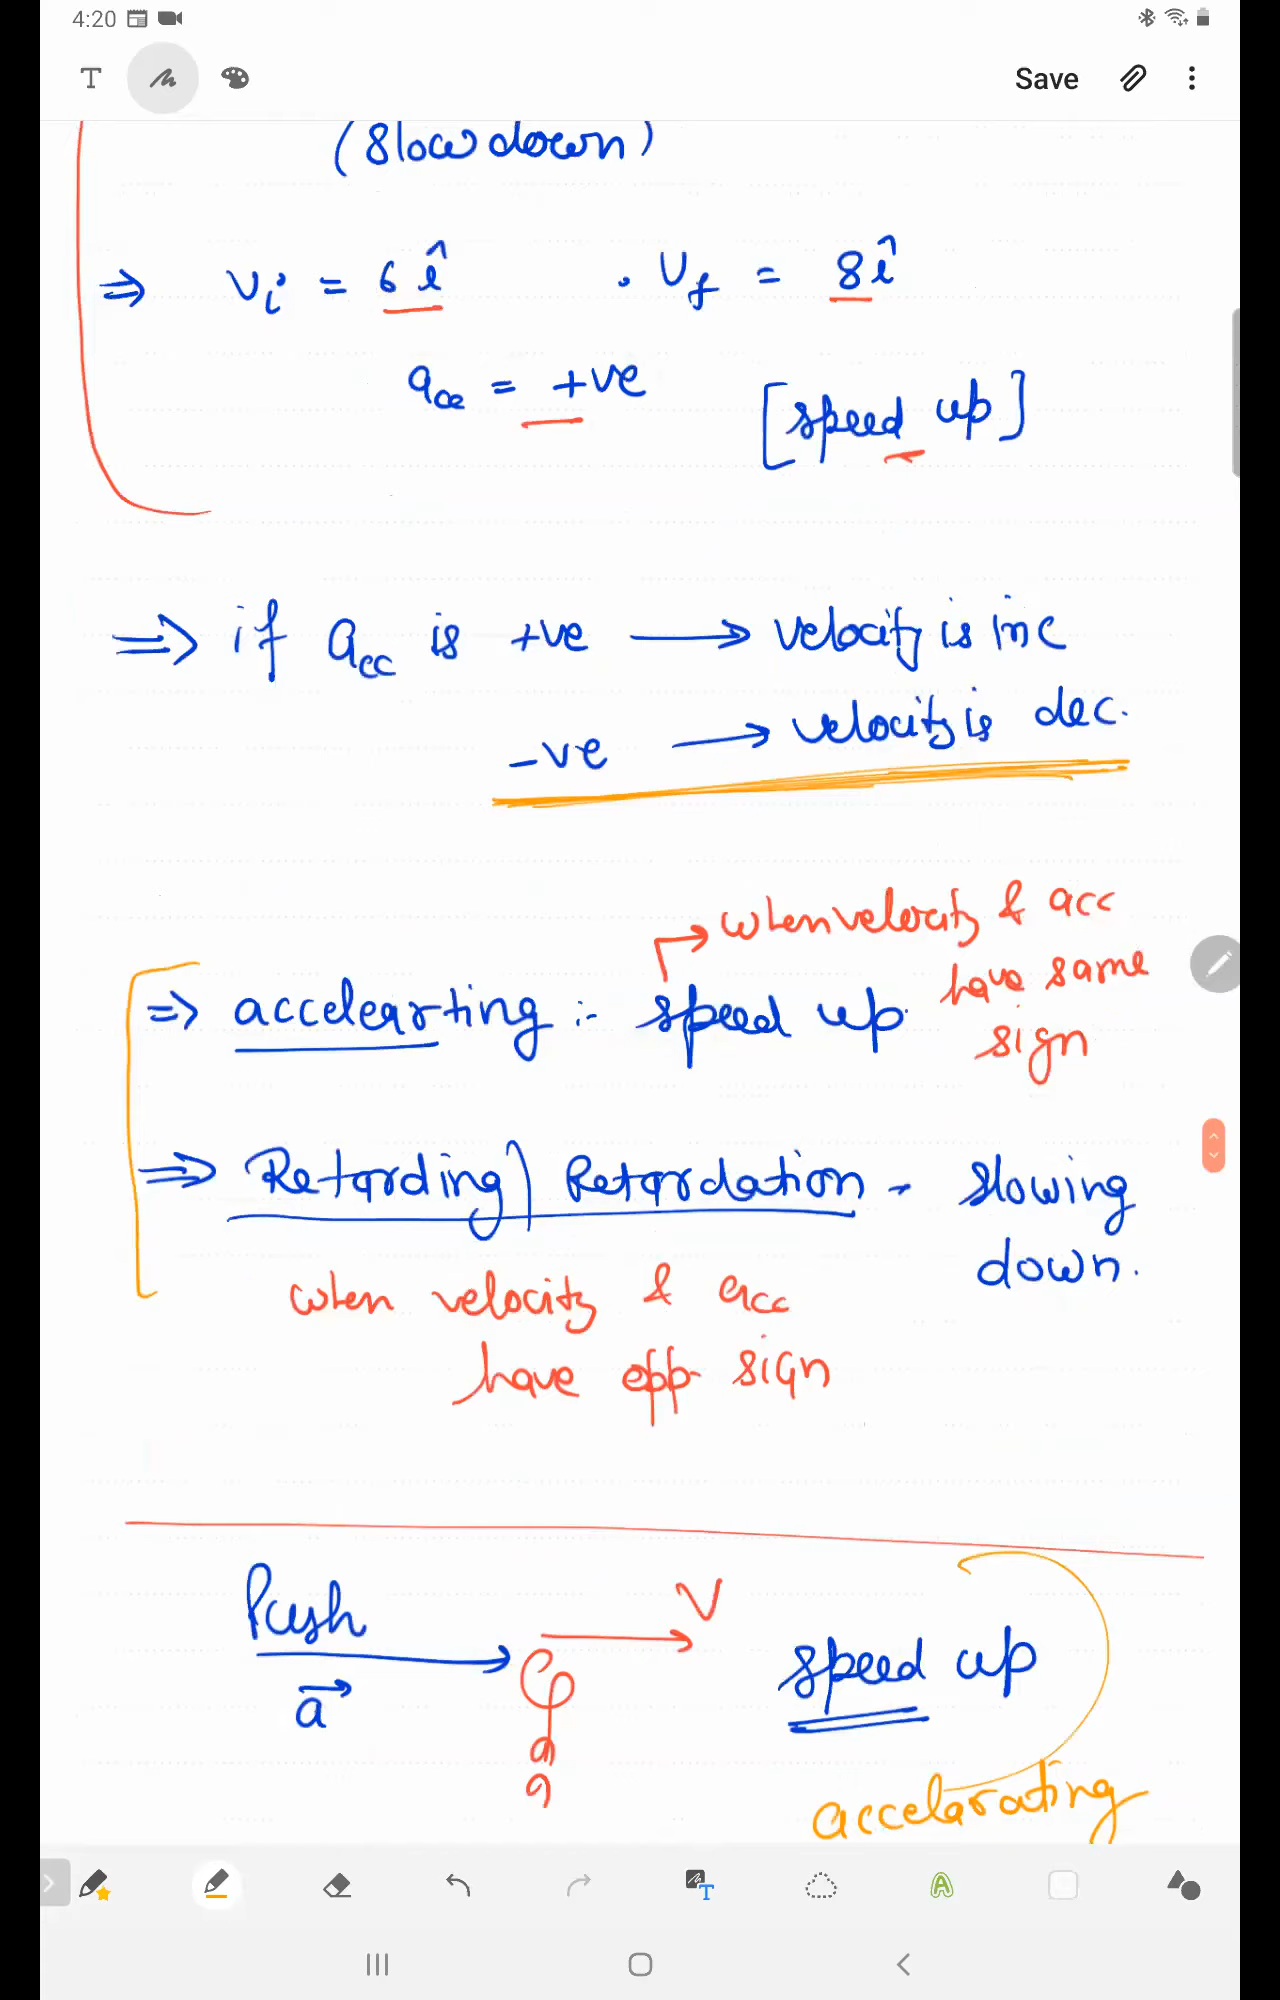 4:20
T
Save
(Slow down)
⇒ vi = 6 î . Vf = 8 î
acc = +ve [speed up]
⇒ if acc is +ve → velocity is inc
-ve → velocity is dec.
when velocity & acc
have same
sign
⇒ accelearting :- speed up
⇒ Retarding) Retardation - slowing
down.
when velocity & acc
have opp. sign
Push
V
a
speed up
accelarating